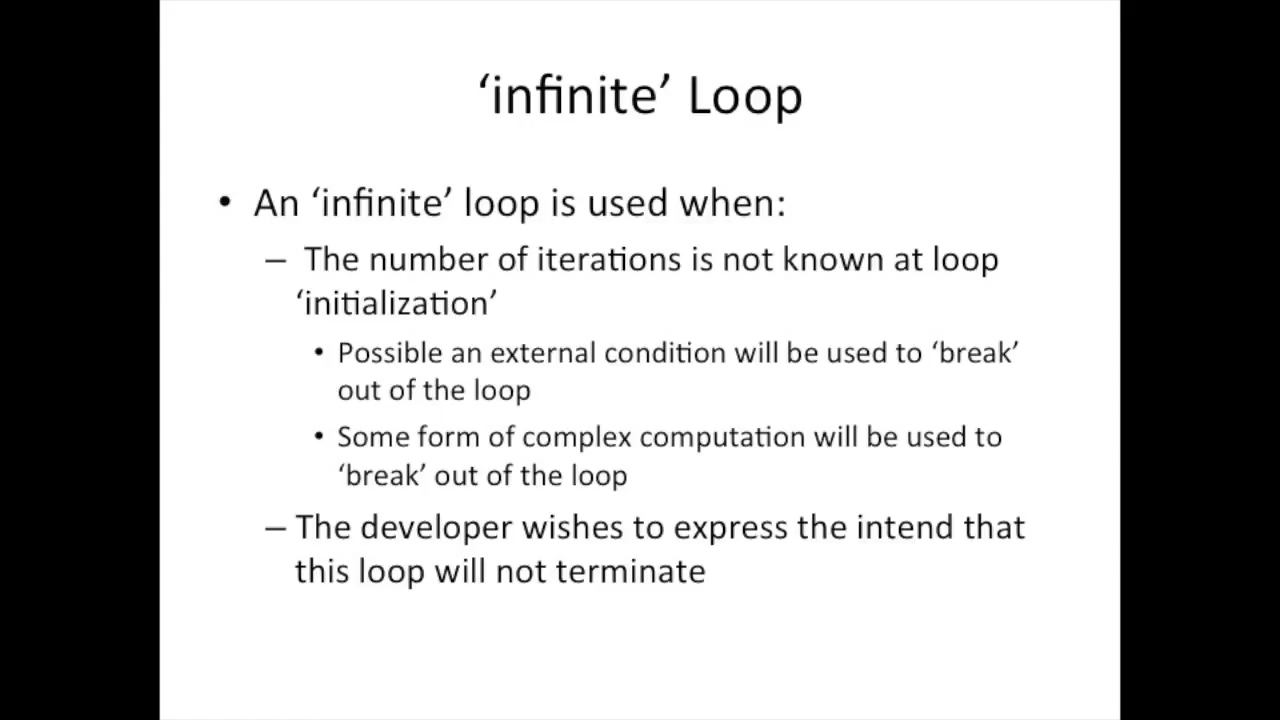 ‘infinite’ Loop
• An ‘infinite’ loop is used when:
– The number of iterations is not known at loop
‘initialization’
• Possible an external condition will be used to ‘break’
out of the loop
• Some form of complex computation will be used to
‘break’ out of the loop
– The developer wishes to express the intend that
this loop will not terminate